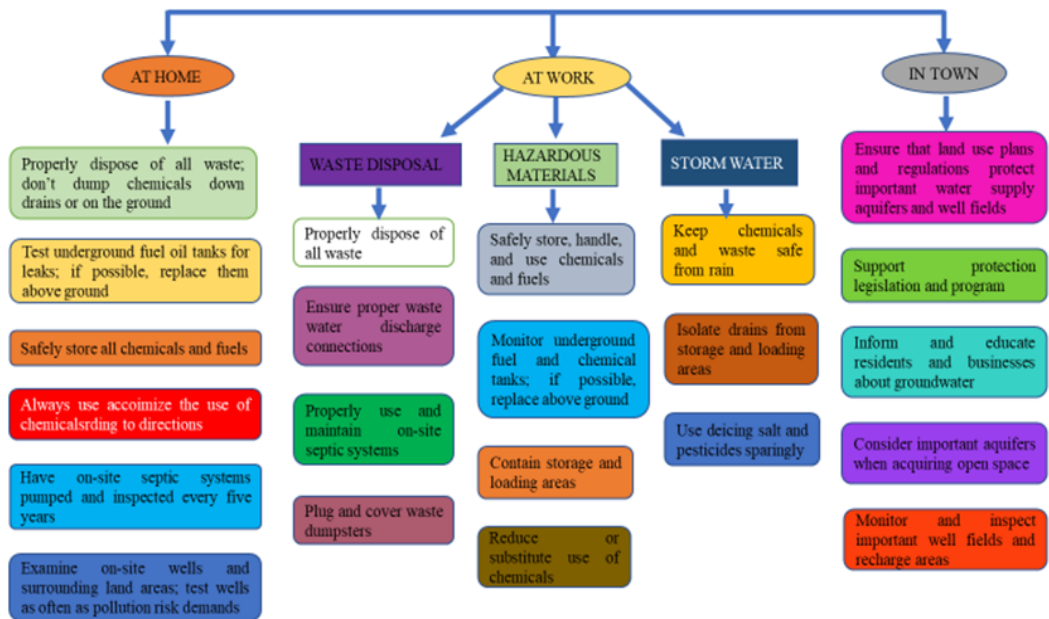 AT HOME
AT WORK
IN TOWN
Properly dispose of all waste;
don't dump chemicals down
drains or on the ground
Test underground fuel oil tanks for
leaks; if possible, replace them
above ground
Safely store all chemicals and fuels
Always use accoimize the use of
chemicalsrding to directions
Have on-site septic systems
pumped and inspected every five
years
Examine on-site wells and
surrounding land areas; test wells
as often as pollution risk demands
WASTE DISPOSAL
Properly dispose of
all waste
Ensure proper waste
water discharge
connections
Properly use and
maintain on-site
septic systems
Plug and cover waste
dumpsters
HAZARDOUS
MATERIALS
Safely store, handle,
and use chemicals
and fuels
Monitor underground
fuel and chemical
tanks; if possible,
replace above ground
Contain storage and
loading areas
Reduce or
substitute use of
chemicals
STORM WATER
Keep chemicals
and waste safe
from rain
Isolate drains from
storage and loading
areas
Use deicing salt and
pesticides sparingly
Ensure that land use plans
and regulations protect
important water supply
aquifers and well fields
Support protection
legislation and program
Inform and educate
residents and businesses
about groundwater
Consider important aquifers
when acquiring open space
Monitor and inspect
important well fields and
recharge areas